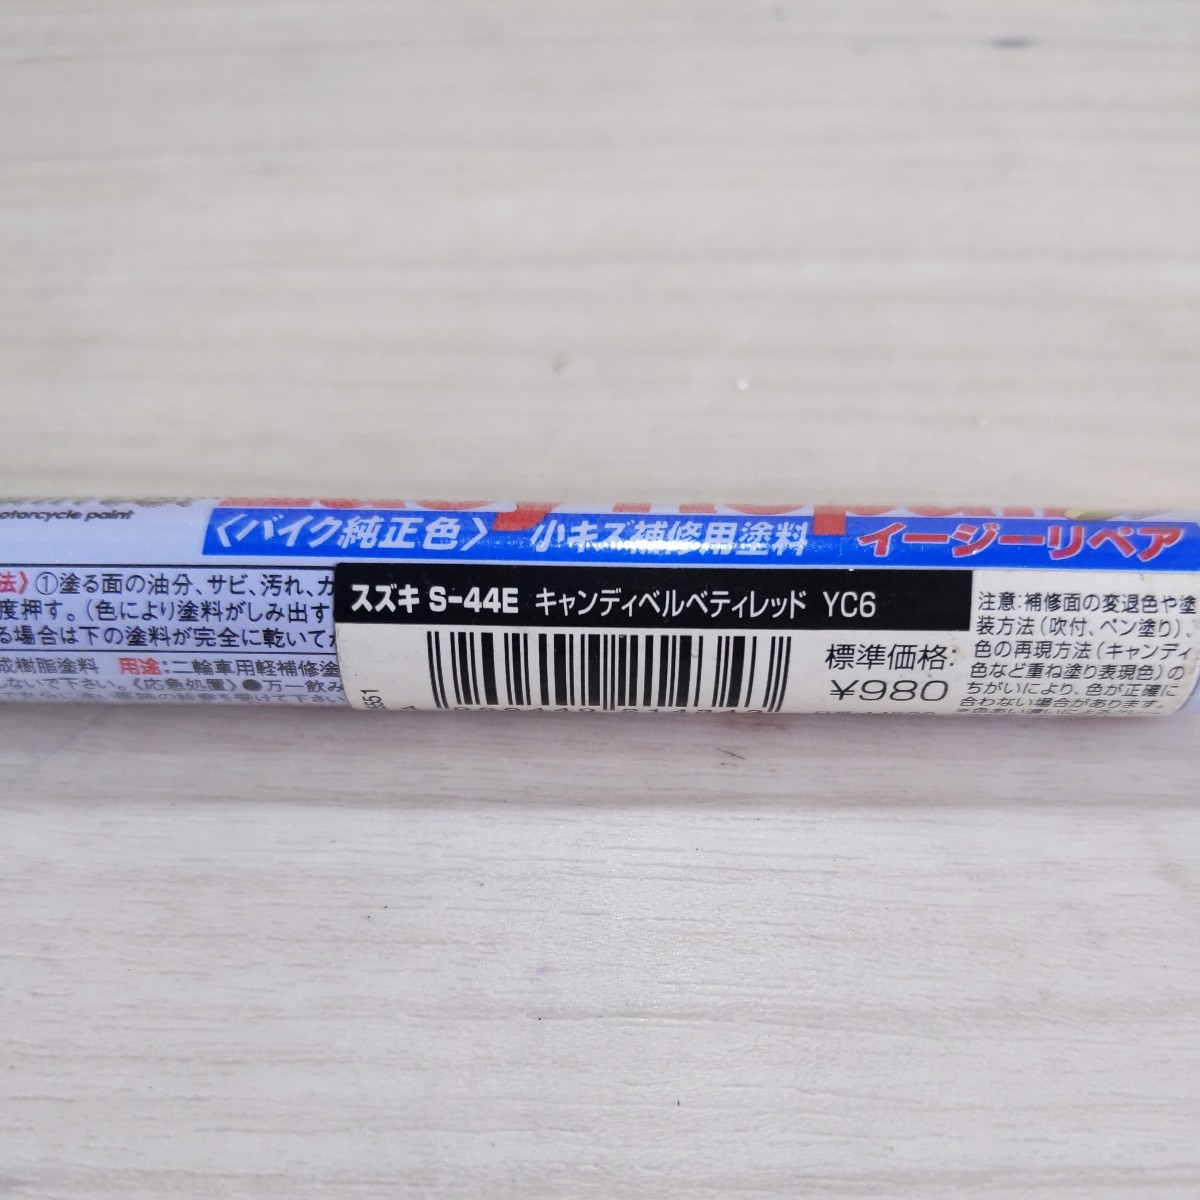 otorcycle paint
〈バイク純正色〉 小キズ補修用塗料 イージーリペア
法〉①塗る面の油分、サビ、汚れ、カ
度押す。（色により塗料がしみ出す
る場合は下の塗料が完全に乾いてか
成樹脂塗料 用途：二輪車用軽補修塗
しないで下さい。〈応急処置〉●万一飲み
スズキ S-44E キャンディベルベティレッド YC6
標準価格:
¥980
注意:補修面の変退色や塗
装方法（吹付、ペン塗り）、
色の再現方法（キャンディ
色など重ね塗り表現色）の
ちがいにより、色が正確に
合わない場合があります。